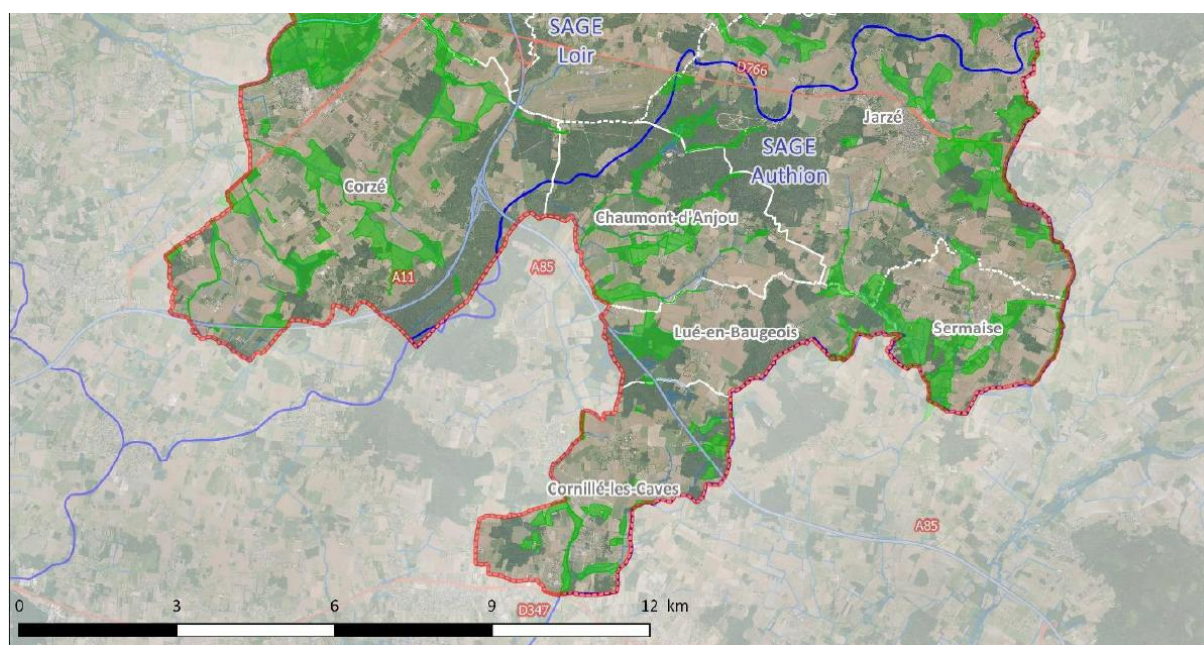 SAGE
Loir
D766
Jarzé
SAGE
Authion
Corzé
Chaumont-d'Anjou
A85
A11
Lué-en-Baugeois
Sermaise
Cornillé-les-Caves
A85
D347
0 3 6 9 12 km